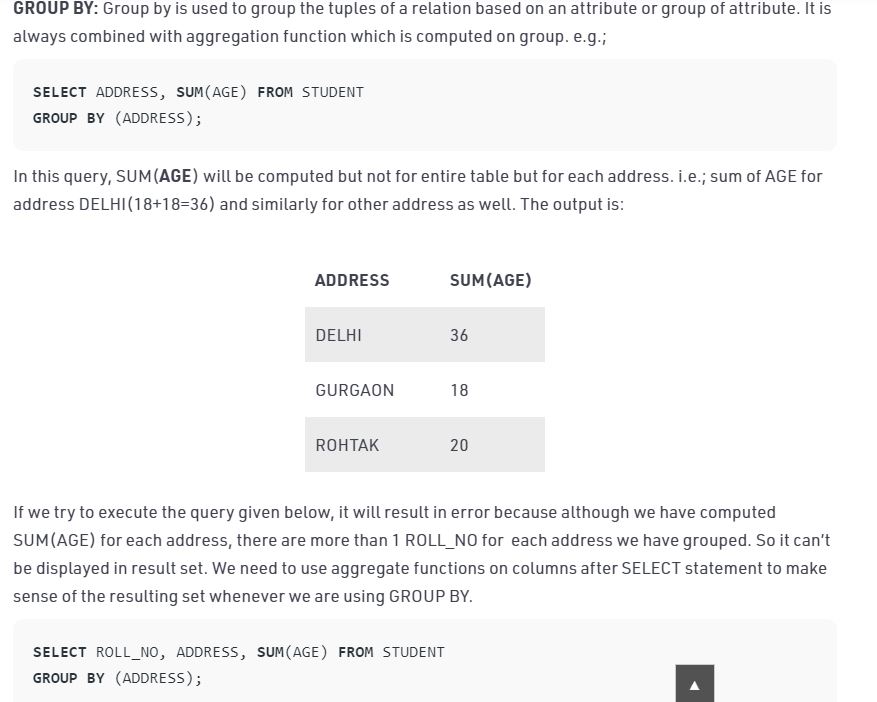 GROUP BY: Group by is used to group the tuples of a relation based on an attribute or group of attribute. It is
always combined with aggregation function which is computed on group. e.g.;
SELECT ADDRESS, SUM(AGE) FROM STUDENT
GROUP BY (ADDRESS);
In this query, SUM(AGE) will be computed but not for entire table but for each address. i.e.; sum of AGE for
address DELHI(18+18=36) and similarly for other address as well. The output is:
ADDRESS SUM(AGE)
DELHI 36
GURGAON 18
ROHTAK 20
If we try to execute the query given below, it will result in error because although we have computed
SUM(AGE) for each address, there are more than 1 ROLL_NO for each address we have grouped. So it can't
be displayed in result set. We need to use aggregate functions on columns after SELECT statement to make
sense of the resulting set whenever we are using GROUP BY.
SELECT ROLL_NO, ADDRESS, SUM(AGE) FROM STUDENT
GROUP BY (ADDRESS);